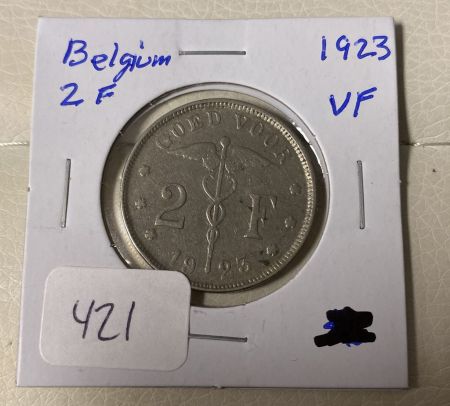 Belgium 1923
2 F VF
GOED VOOR
2 F
1923
421